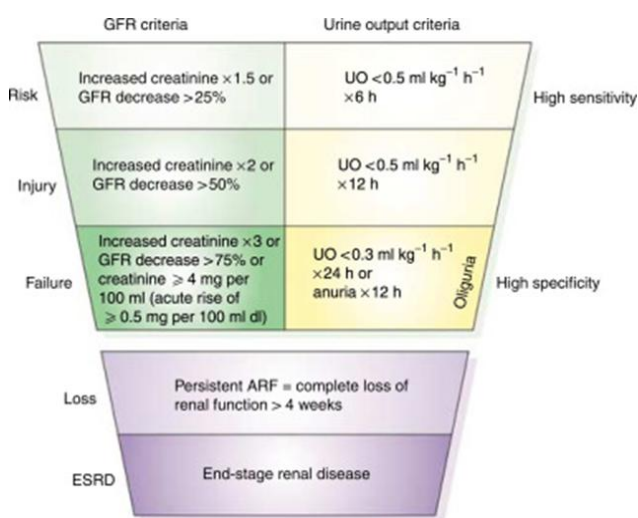 GFR criteria
Urine output criteria
Risk
Increased creatinine ×1.5 or
GFR decrease >25%
UO <0.5 ml kg⁻¹ h⁻¹
×6 h
High sensitivity
Injury
Increased creatinine ×2 or
GFR decrease >50%
UO <0.5 ml kg⁻¹ h⁻¹
×12 h
Failure
Increased creatinine ×3 or
GFR decrease >75% or
creatinine ⩾ 4 mg per
100 ml (acute rise of
⩾ 0.5 mg per 100 ml dl)
UO <0.3 ml kg⁻¹ h⁻¹
×24 h or
anuria ×12 h
Oliguria
High specificity
Loss
Persistent ARF = complete loss of
renal function > 4 weeks
ESRD
End-stage renal disease